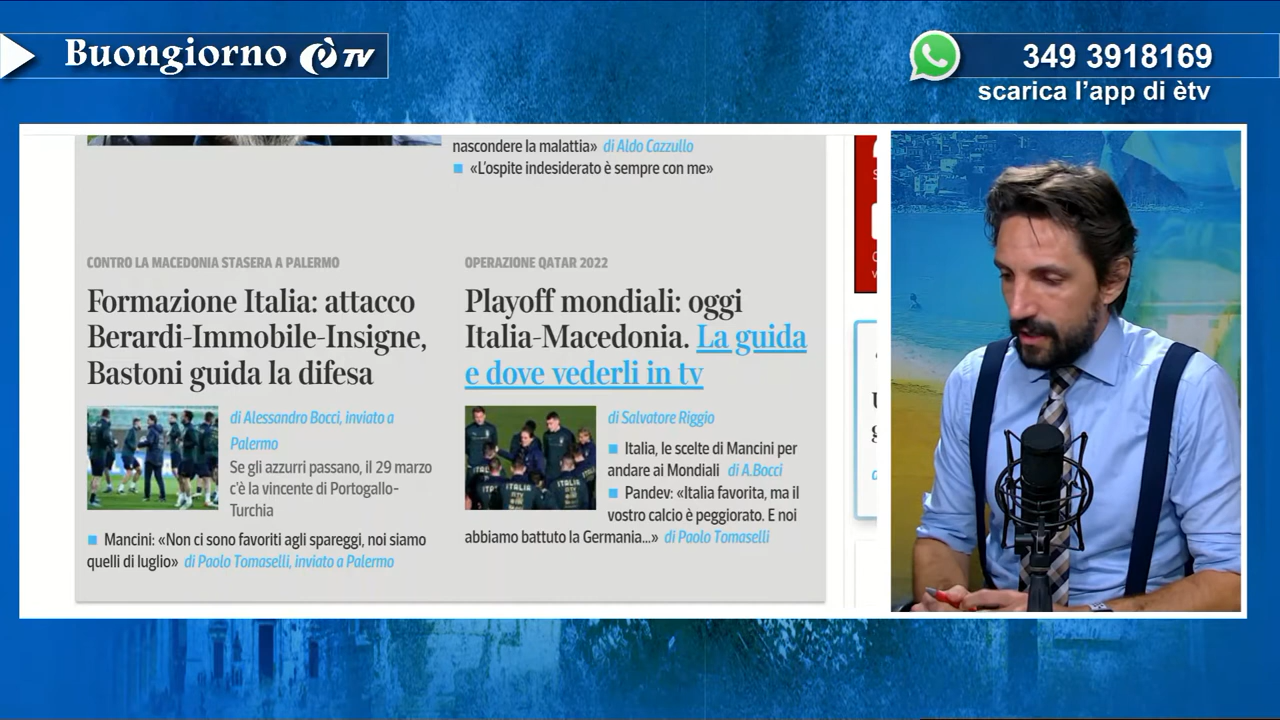 Buongiorno è TV
349 3918169
scarica l'app di ètv
nascondere la malattia» di Aldo Cazzullo
«L'ospite indesiderato è sempre con me»
CONTRO LA MACEDONIA STASERA A PALERMO
Formazione Italia: attacco
Berardi-Immobile-Insigne,
Bastoni guida la difesa
di Alessandro Bocci, inviato a
Palermo
Se gli azzurri passano, il 29 marzo
c'è la vincente di Portogallo-
Turchia
Mancini: «Non ci sono favoriti agli spareggi, noi siamo
quelli di luglio» di Paolo Tomaselli, inviato a Palermo
OPERAZIONE QATAR 2022
Playoff mondiali: oggi
Italia-Macedonia. La guida
e dove vederli in tv
di Salvatore Riggio
Italia, le scelte di Mancini per
andare ai Mondiali di A.Bocci
Pandev: «Italia favorita, ma il
vostro calcio è peggiorato. E noi
abbiamo battuto la Germania...» di Paolo Tomaselli
ITALIA